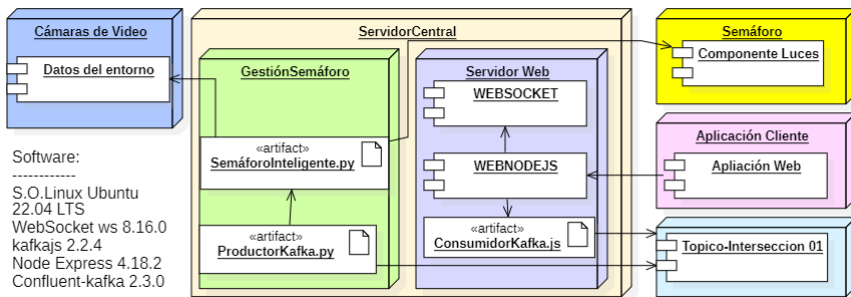 Cámaras de Video
Datos del entorno
ServidorCentral
GestiónSemáforo
«artifact»
SemáforoInteligente.py
«artifact»
ProductorKafka.py
Servidor Web
WEBSOCKET
WEBNODEJS
«artifact»
ConsumidorKafka.js
Semáforo
Componente Luces
Aplicación Cliente
Apliación Web
Topico-Interseccion 01
Software:
------------
S.O.Linux Ubuntu
22.04 LTS
WebSocket ws 8.16.0
kafkajs 2.2.4
Node Express 4.18.2
Confluent-kafka 2.3.0